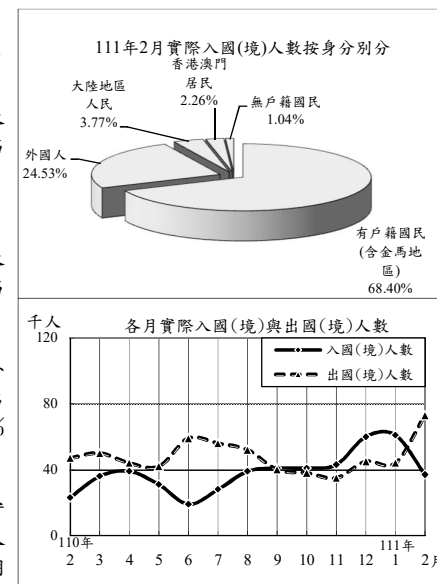 111年2月實際入國(境)人數按身分別分
香港澳門
居民
2.26%
大陸地區
人民
3.77%
無戶籍國民
1.04%
外國人
24.53%
有戶籍國民
(含金馬地
區)
68.40%
千人
各月實際入國(境)與出國(境)人數
120
入國(境)人數
出國(境)人數
80
40
0
110年
111年
2 3 4 5 6 7 8 9 10 11 12 1 2月